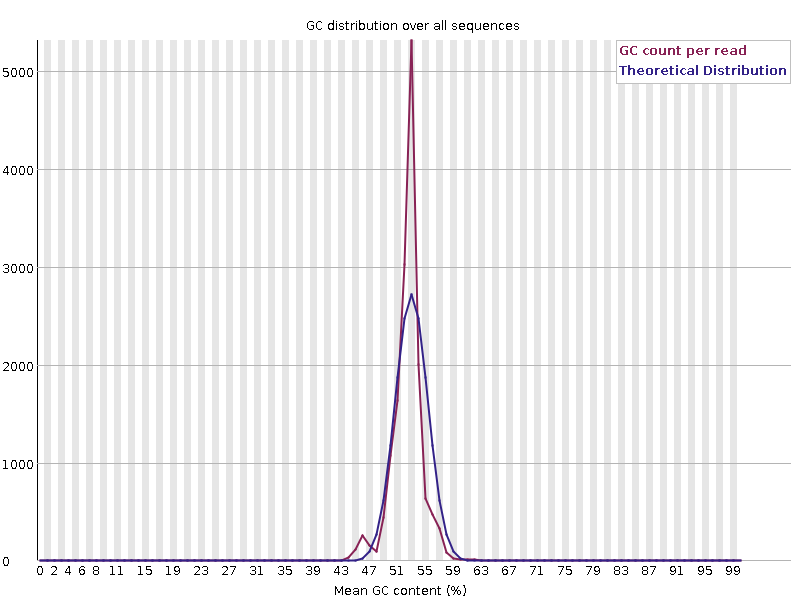 GC distribution over all sequences
GC count per read
Theoretical Distribution
5000
4000
3000
2000
1000
0
0 2 4 6 8 11 15 19 23 27 31 35 39 43 47 51 55 59 63 67 71 75 79 83 87 91 95 99
Mean GC content (%)